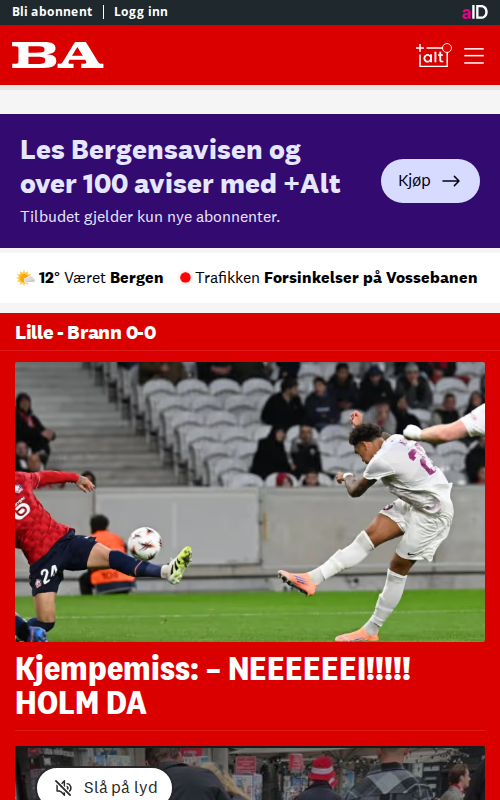 Bli abonnent | Logg inn
aID
BA
+alt
Les Bergensavisen og
over 100 aviser med +Alt
Tilbudet gjelder kun nye abonnenter.
Kjøp
12° Været Bergen
Trafikken Forsinkelser på Vossebanen
Lille - Brann 0-0
24
Kjempemiss: – NEEEEEEI!!!!!
HOLM DA
Slå på lyd